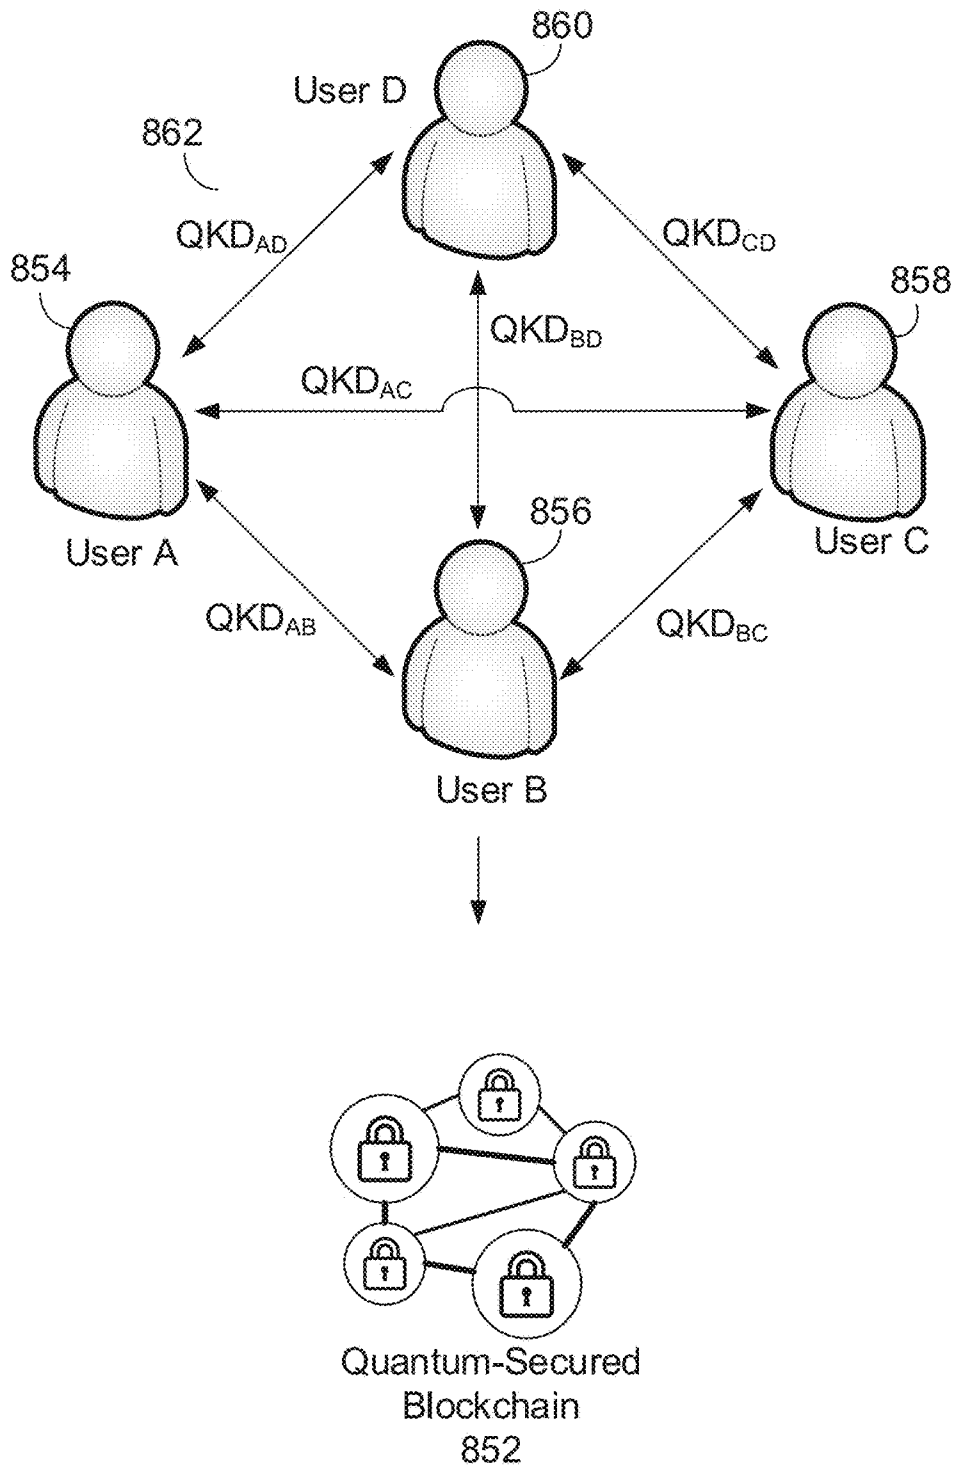 860
User D
862
QKDAD
QKDCD
854
858
QKDBD
QKDAC
856
User C
User A
QKDAB
QKDBC
User B
Quantum-Secured
Blockchain
852